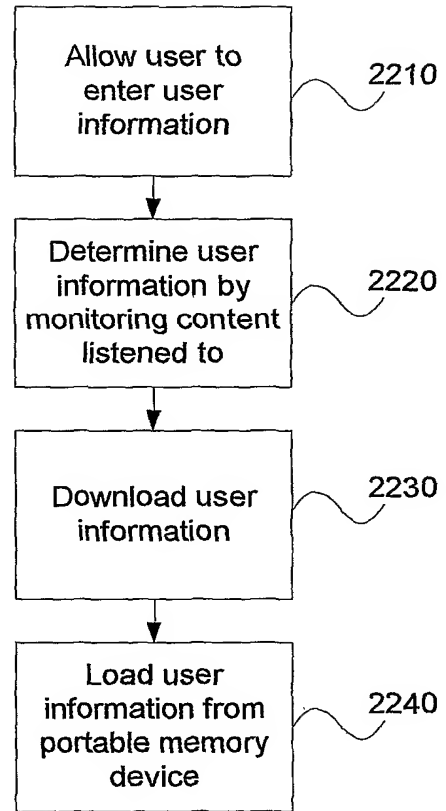 Allow user to
enter user
information
2210
Determine user
information by
monitoring content
listened to
2220
Download user
information
2230
Load user
information from
portable memory
device
2240